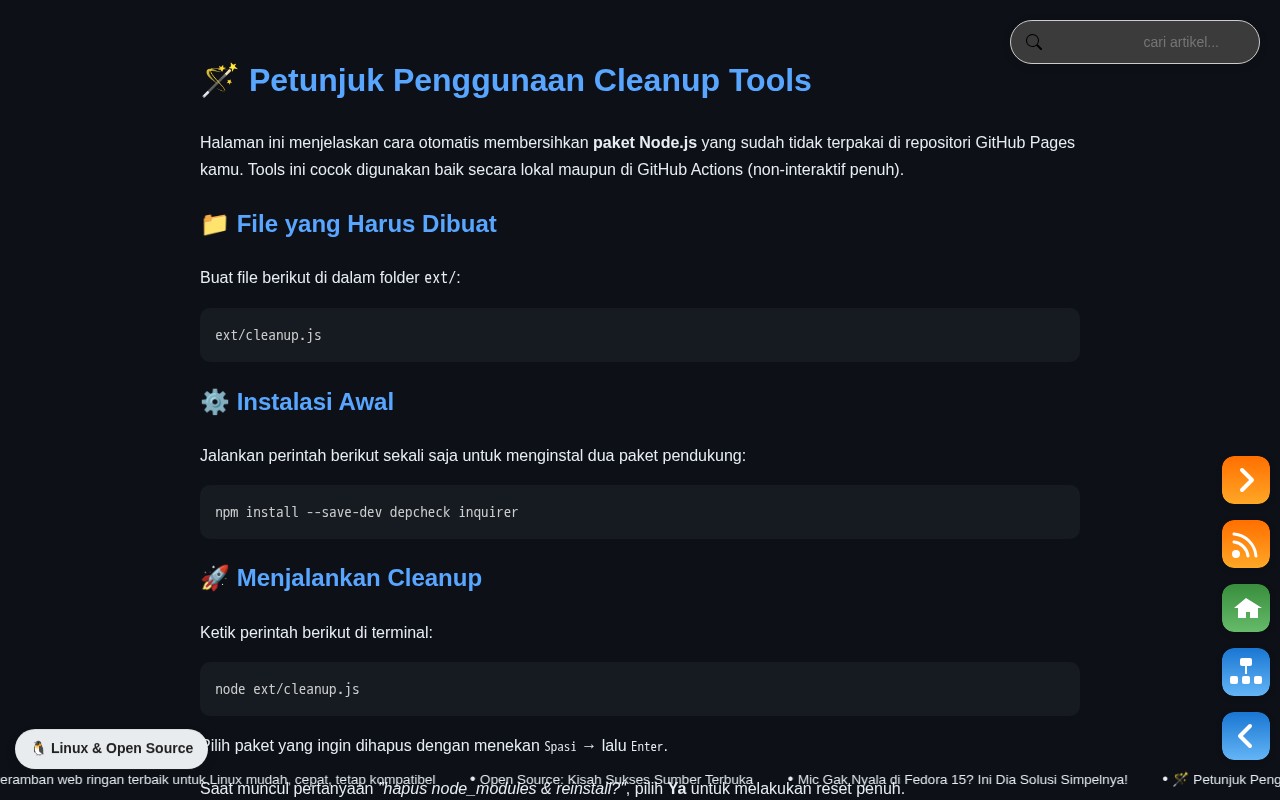 cari artikel...
🪄 Petunjuk Penggunaan Cleanup Tools
Halaman ini menjelaskan cara otomatis membersihkan paket Node.js yang sudah tidak terpakai di repositori GitHub Pages
kamu. Tools ini cocok digunakan baik secara lokal maupun di GitHub Actions (non-interaktif penuh).
📁 File yang Harus Dibuat
Buat file berikut di dalam folder ext/:
ext/cleanup.js
⚙️ Instalasi Awal
Jalankan perintah berikut sekali saja untuk menginstal dua paket pendukung:
npm install --save-dev depcheck inquirer
🚀 Menjalankan Cleanup
Ketik perintah berikut di terminal:
node ext/cleanup.js
Pilih paket yang ingin dihapus dengan menekan Spasi → lalu Enter.
🐧 Linux & Open Source
eramban web ringan terbaik untuk Linux mudah, cepat, tetap kompatibel • Open Source: Kisah Sukses Sumber Terbuka • Mic Gak Nyala di Fedora 15? Ini Dia Solusi Simpelnya! • 🪄 Petunjuk Peng
Saat muncul pertanyaan "hapus node_modules & reinstall?", pilih Ya untuk melakukan reset penuh.